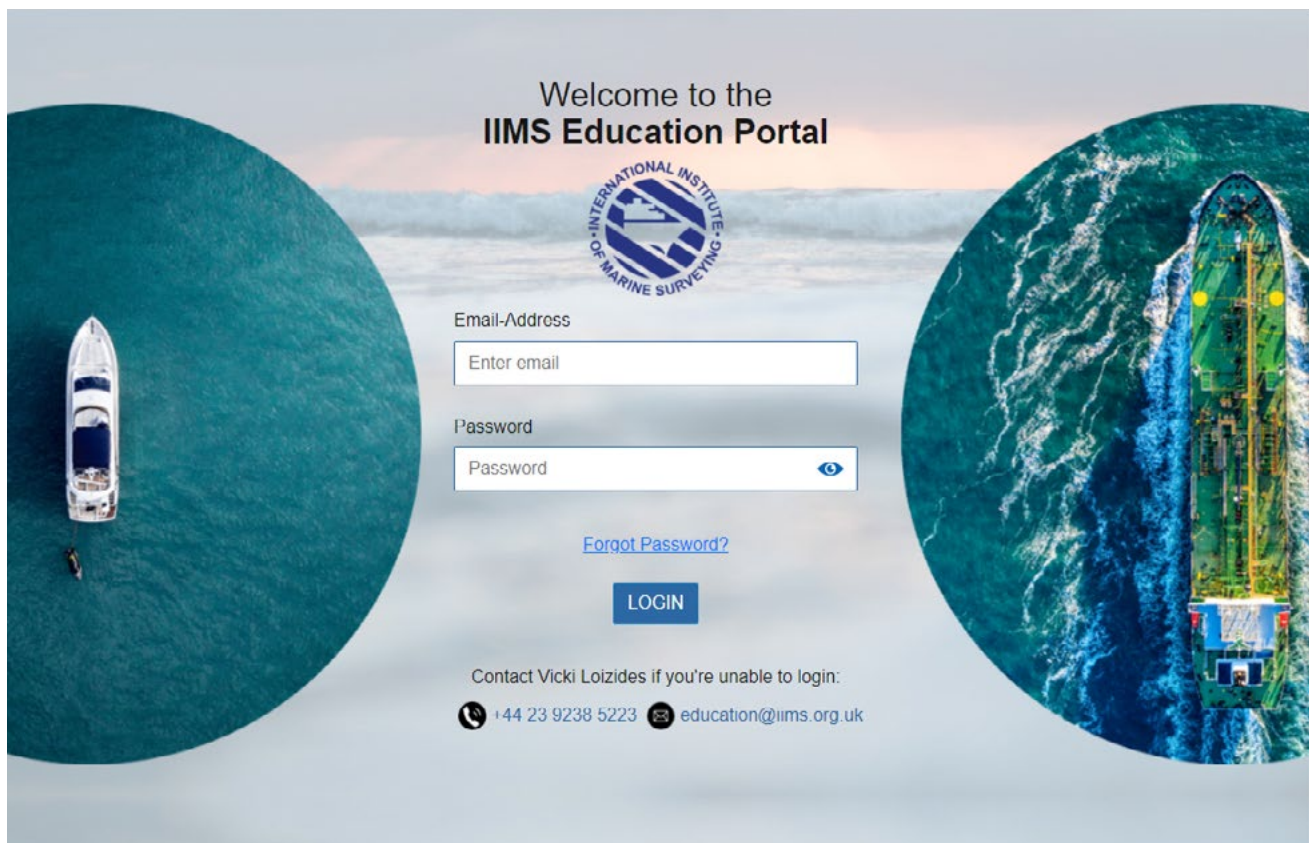 Welcome to the
IIMS Education Portal
INTERNATIONAL INSTITUTE
OF MARINE SURVEYING
Email-Address
Enter email
Password
Password
Forgot Password?
LOGIN
Contact Vicki Loizides if you're unable to login:
+44 23 9238 5223 education@iims.org.uk